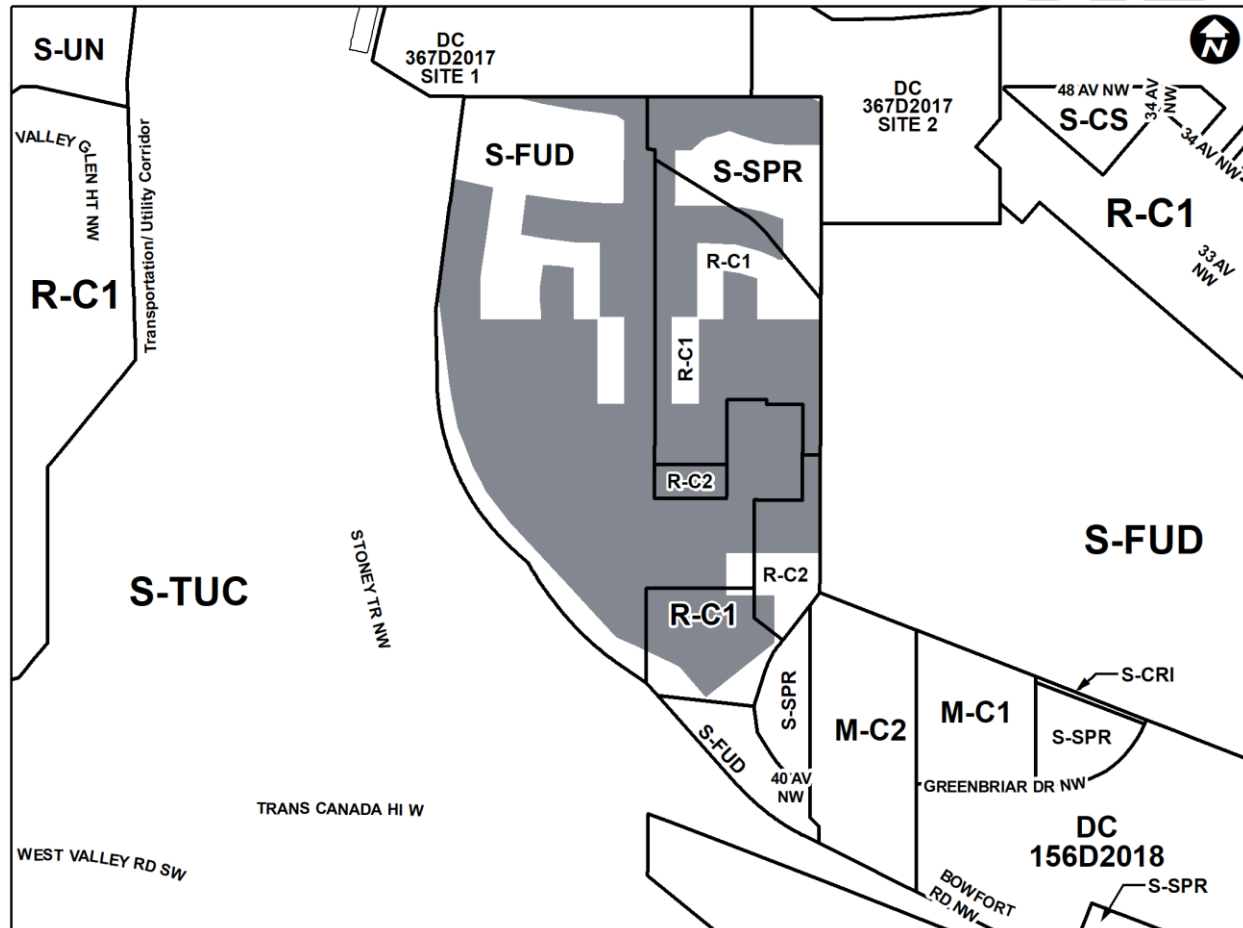 S-UN
DC
367D2017
SITE 1
N
DC
367D2017
SITE 2
48 AV NW
34 AV
NW
S-CS
34 AV NW
VALLEY GLEN HT NW
Transportation/ Utility Corridor
S-FUD
S-SPR
R-C1
33 AV
NW
R-C1
R-C1
R-C1
R-C2
S-FUD
STONEY TR NW
S-TUC
R-C2
R-C1
S-CRI
S-SPR
M-C2
M-C1
S-SPR
S-FUD
40 AV
NW
GREENBRIAR DR NW
TRANS CANADA HI W
DC
156D2018
WEST VALLEY RD SW
BOWFORT
RD NW
S-SPR